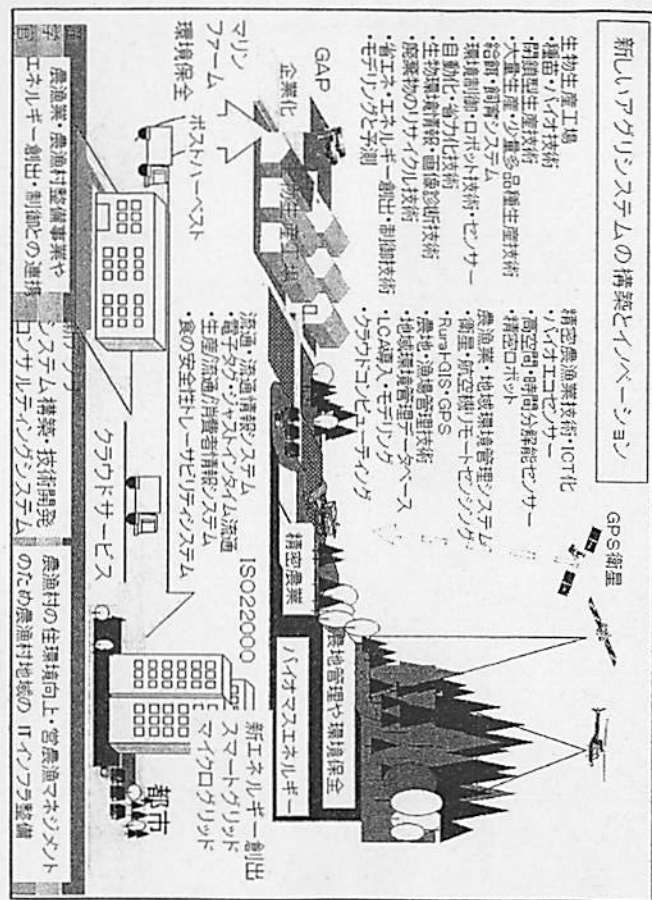 新しいアグリシステムの構築とイノベーション
生物生産工場
・種苗・バイオ技術
・閉鎖型生産技術
・大量生産・少量多品種生産技術
・給餌・飼育システム
・環境制御・ロボット技術・センサー
・自動化・省力化技術
・生物環境情報・画像診断技術
・廃棄物のリサイクル技術
・省エネ・エネルギー創出・制御技術
・モデリングと予測
精密農漁業技術・ICT化
・バイオエコセンサー
・高空間・時間分解能センサー
・精密ロボット
農漁業・地域環境管理システム
・衛星・航空機リモートセンシング
・Rural-GIS・GPS
・農地・漁場管理技術
・地域環境管理データベース
・LCA導入・モデリング
・クラウドコンピューティング
GPS衛星
GAP
企業化
マリン
ファーム
環境保全
物生産工場
ポストハーベスト
精密農業
農地管理や環境保全
バイオマスエネルギー
流通・流通情報システム
・電子タグ・ジャストインタイム流通
・生産/流通/消費者情報システム
・食の安全性トレーサビリティシステム
ISO22000
新エネルギー創出
スマートグリッド
マイクログリッド
クラウドサービス
都市
農漁業・農漁村整備事業や
エネルギー創出・制御との連携
システム構築・技術開発
コンサルティングシステム
農漁村の住環境向上・営農漁マネジメント
のため農漁村地域の ITインフラ整備